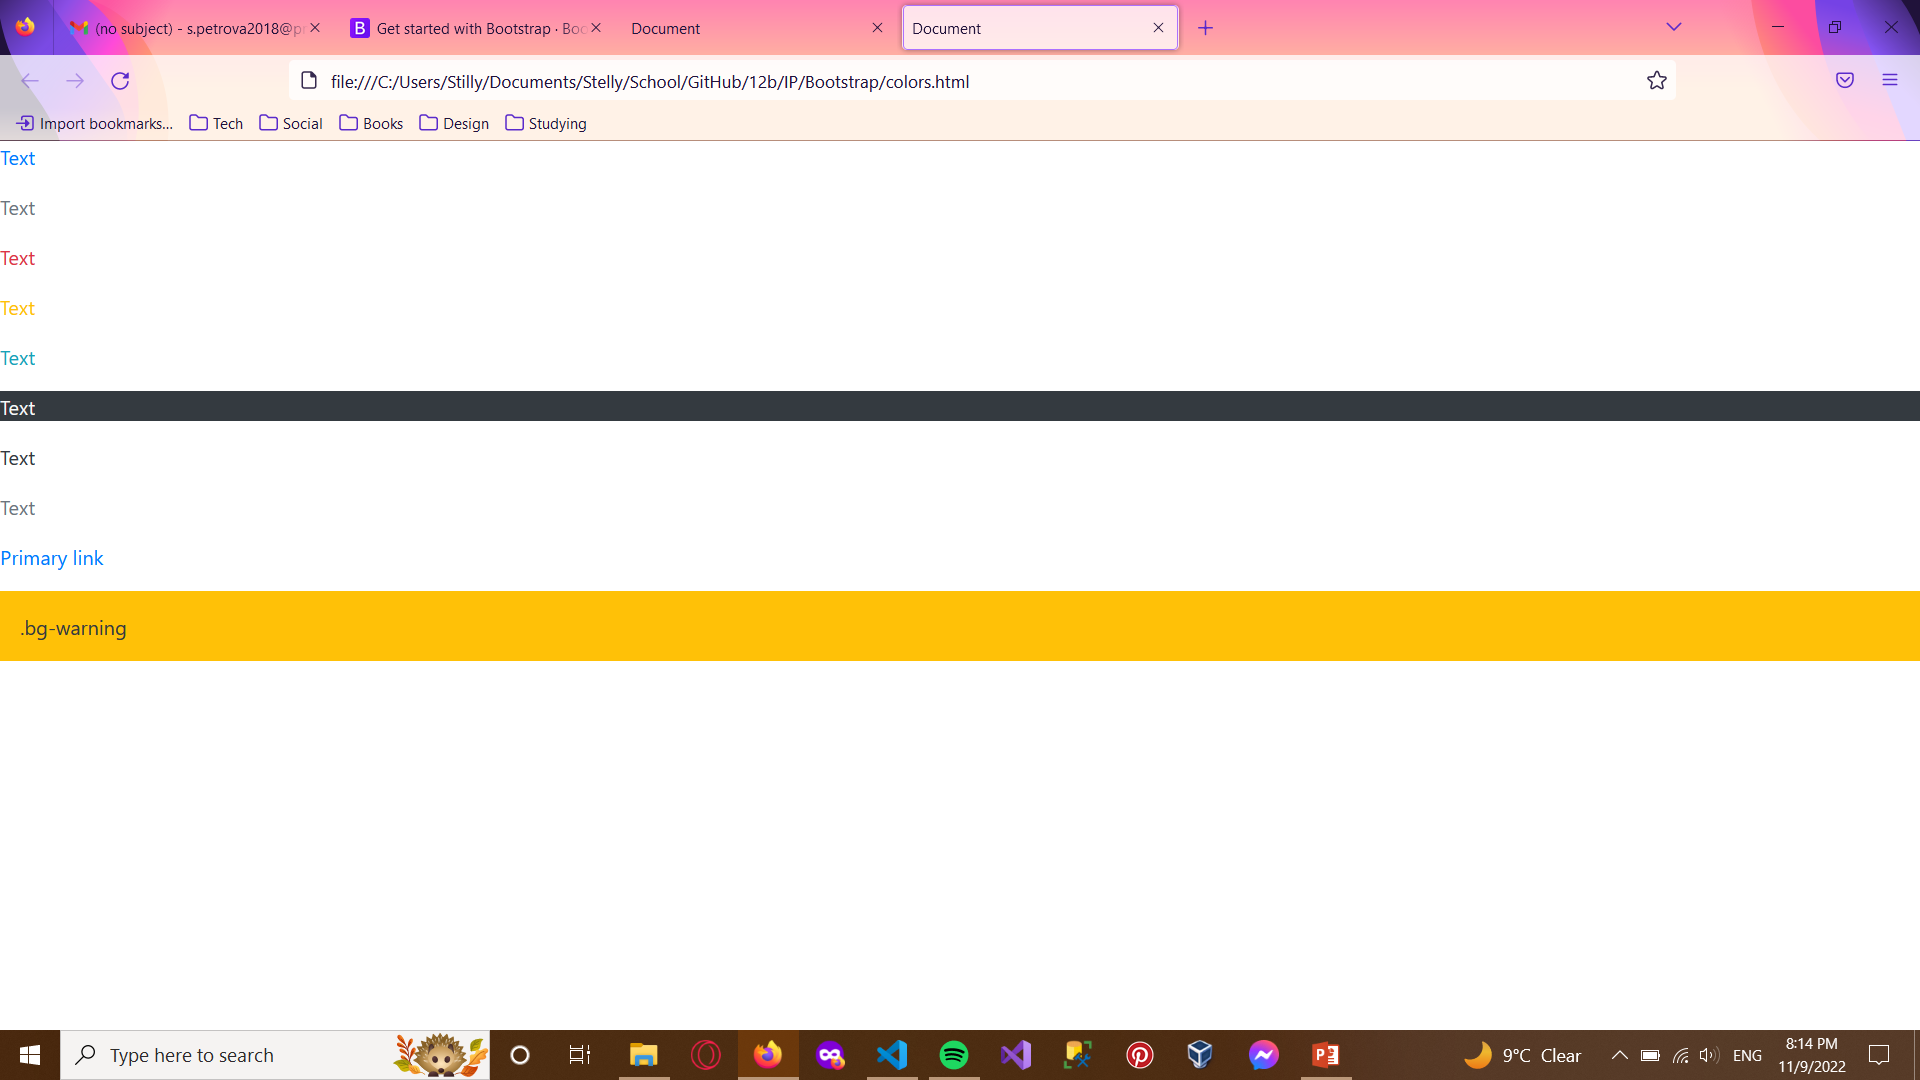 (no subject) - s.petrova2018@p
Get started with Bootstrap · Boo
Document
Document
file:///C:/Users/Stilly/Documents/Stelly/School/GitHub/12b/IP/Bootstrap/colors.html
Import bookmarks... Tech Social Books Design Studying
Text
Text
Text
Text
Text
Text
Text
Text
Primary link
.bg-warning
Type here to search
9°C Clear
ENG
8:14 PM
11/9/2022